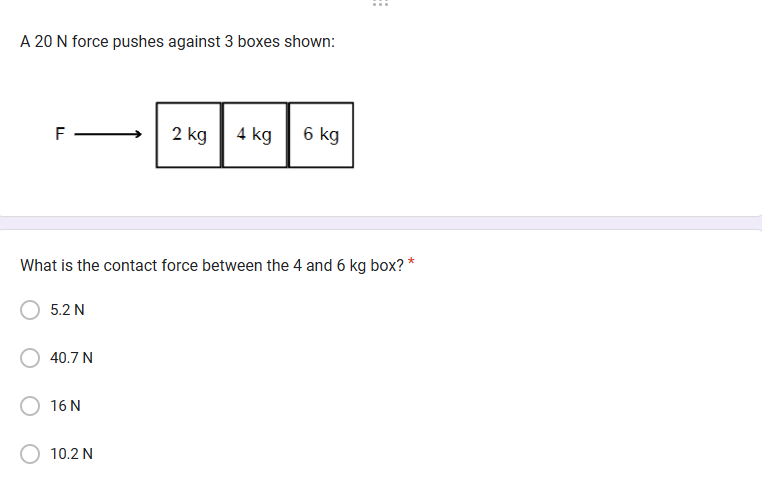 A 20 N force pushes against 3 boxes shown:
F 2 kg 4 kg 6 kg
What is the contact force between the 4 and 6 kg box? *
5.2 N
40.7 N
16 N
10.2 N